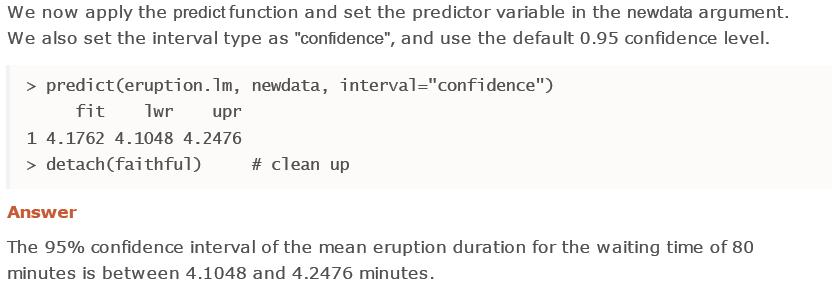 We now apply the predict function and set the predictor variable in the newdata argument.
We also set the interval type as "confidence", and use the default 0.95 confidence level.
> predict(eruption.lm, newdata, interval="confidence")
     fit    lwr    upr
1 4.1762 4.1048 4.2476
> detach(faithful)     # clean up
Answer
The 95% confidence interval of the mean eruption duration for the waiting time of 80
minutes is between 4.1048 and 4.2476 minutes.